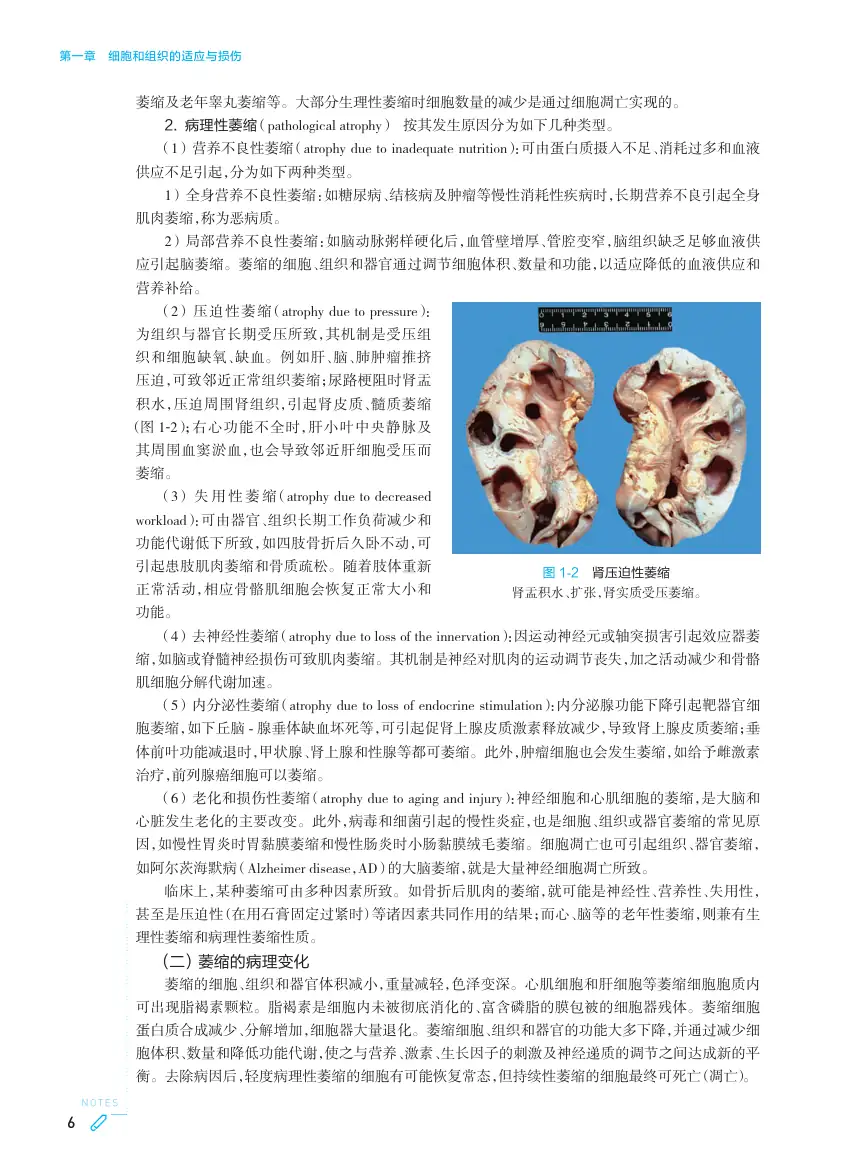 第一章 细胞和组织的适应与损伤
萎缩及老年睾丸萎缩等。大部分生理性萎缩时细胞数量的减少是通过细胞凋亡实现的。
2. 病理性萎缩（pathological atrophy） 按其发生原因分为如下几种类型。
（1）营养不良性萎缩（atrophy due to inadequate nutrition）：可由蛋白质摄入不足、消耗过多和血液
供应不足引起，分为如下两种类型。
1）全身营养不良性萎缩：如糖尿病、结核病及肿瘤等慢性消耗性疾病时，长期营养不良引起全身
肌肉萎缩，称为恶病质。
2）局部营养不良性萎缩：如脑动脉粥样硬化后，血管壁增厚、管腔变窄，脑组织缺乏足够血液供
应引起脑萎缩。萎缩的细胞、组织和器官通过调节细胞体积、数量和功能，以适应降低的血液供应和
营养补给。
（2）压迫性萎缩（atrophy due to pressure）：
为组织与器官长期受压所致，其机制是受压组
织和细胞缺氧、缺血。例如肝、脑、肺肿瘤推挤
压迫，可致邻近正常组织萎缩；尿路梗阻时肾盂
积水，压迫周围肾组织，引起肾皮质、髓质萎缩
（图 1-2）；右心功能不全时，肝小叶中央静脉及
其周围血窦淤血，也会导致邻近肝细胞受压而
萎缩。
（3）失用性萎缩（atrophy due to decreased
workload）：可由器官、组织长期工作负荷减少和
功能代谢低下所致，如四肢骨折后久卧不动，可
引起患肢肌肉萎缩和骨质疏松。随着肢体重新
正常活动，相应骨骼肌细胞会恢复正常大小和
功能。
0 1 2 3 4 5 6
0 1 2 3 4 5 6
图 1-2 肾压迫性萎缩
肾盂积水、扩张，肾实质受压萎缩。
（4）去神经性萎缩（atrophy due to loss of the innervation）：因运动神经元或轴突损害引起效应器萎
缩，如脑或脊髓神经损伤可致肌肉萎缩。其机制是神经对肌肉的运动调节丧失，加之活动减少和骨骼
肌细胞分解代谢加速。
（5）内分泌性萎缩（atrophy due to loss of endocrine stimulation）：内分泌腺功能下降引起靶器官细
胞萎缩，如下丘脑 - 腺垂体缺血坏死等，可引起促肾上腺皮质激素释放减少，导致肾上腺皮质萎缩；垂
体前叶功能减退时，甲状腺、肾上腺和性腺等都可萎缩。此外，肿瘤细胞也会发生萎缩，如给予雌激素
治疗，前列腺癌细胞可以萎缩。
（6）老化和损伤性萎缩（atrophy due to aging and injury）：神经细胞和心肌细胞的萎缩，是大脑和
心脏发生老化的主要改变。此外，病毒和细菌引起的慢性炎症，也是细胞、组织或器官萎缩的常见原
因，如慢性胃炎时胃黏膜萎缩和慢性肠炎时小肠黏膜绒毛萎缩。细胞凋亡也可引起组织、器官萎缩，
如阿尔茨海默病（Alzheimer disease，AD）的大脑萎缩，就是大量神经细胞凋亡所致。
临床上，某种萎缩可由多种因素所致。如骨折后肌肉的萎缩，就可能是神经性、营养性、失用性，
甚至是压迫性（在用石膏固定过紧时）等诸因素共同作用的结果；而心、脑等的老年性萎缩，则兼有生
理性萎缩和病理性萎缩性质。
（二）萎缩的病理变化
萎缩的细胞、组织和器官体积减小，重量减轻，色泽变深。心肌细胞和肝细胞等萎缩细胞胞质内
可出现脂褐素颗粒。脂褐素是细胞内未被彻底消化的、富含磷脂的膜包被的细胞器残体。萎缩细胞
蛋白质合成减少、分解增加，细胞器大量退化。萎缩细胞、组织和器官的功能大多下降，并通过减少细
胞体积、数量和降低功能代谢，使之与营养、激素、生长因子的刺激及神经递质的调节之间达成新的平
衡。去除病因后，轻度病理性萎缩的细胞有可能恢复常态，但持续性萎缩的细胞最终可死亡（凋亡）。
NOTES
6